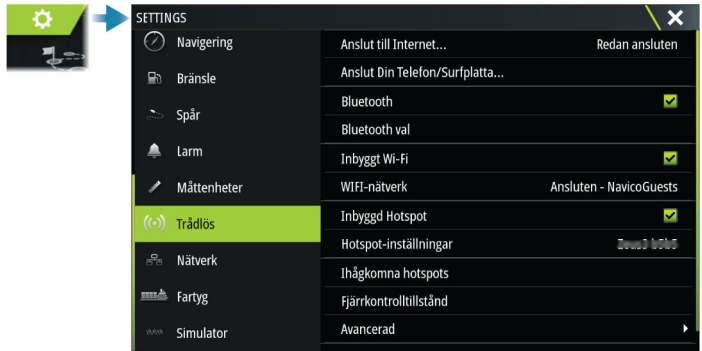 SETTINGS
Navigering
Bränsle
Spår
Larm
Måttenheter
Trådlös
Nätverk
Fartyg
Simulator
Anslut till Internet... Redan ansluten
Anslut Din Telefon/Surfplatta...
Bluetooth
Bluetooth val
Inbyggt Wi-Fi
WIFI-nätverk Ansluten - NavicoGuests
Inbyggd Hotspot
Hotspot-inställningar
Ihågkomna hotspots
Fjärrkontrolltillstånd
Avancerad